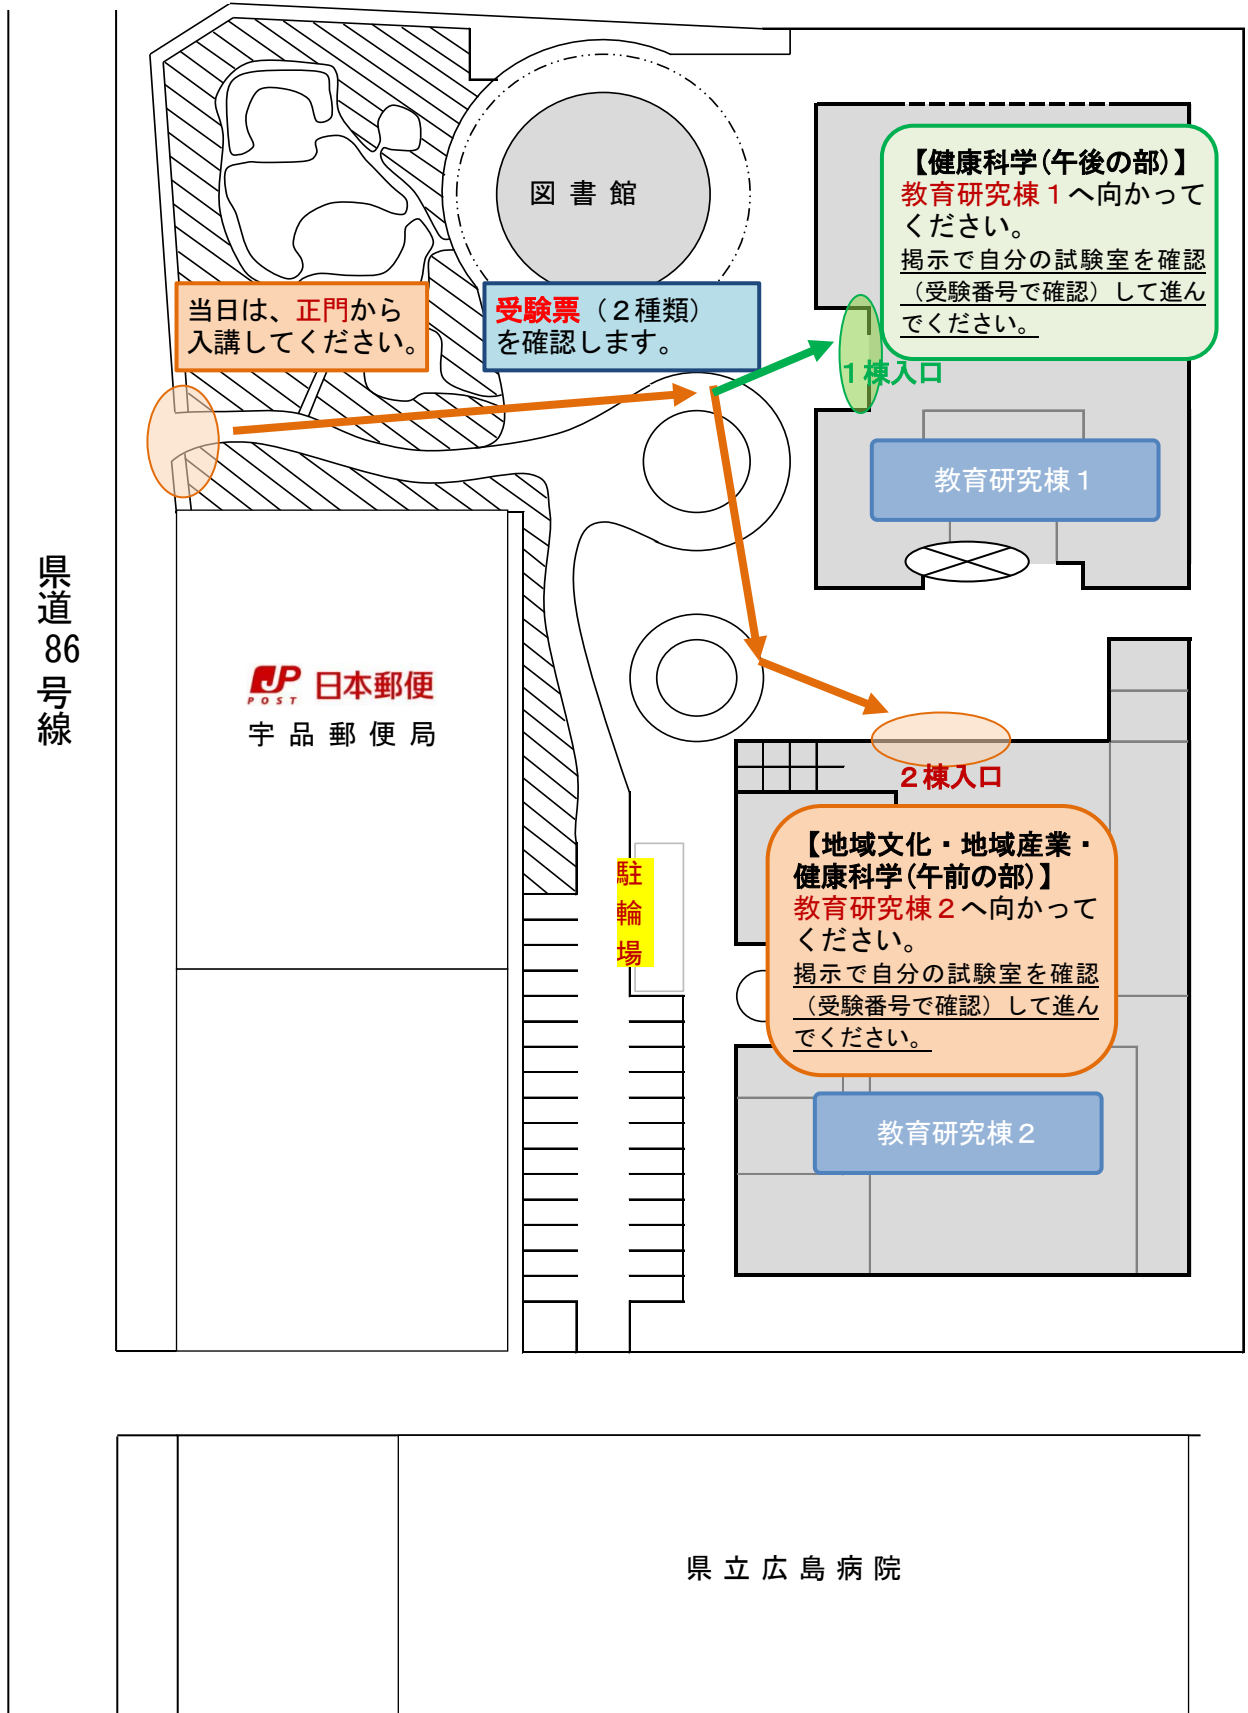 図書館
【健康科学(午後の部)】
教育研究棟１へ向かって
ください。
掲示で自分の試験室を確認
（受験番号で確認）して進ん
でください。
当日は、正門から
入講してください。
受験票（２種類）
を確認します。
１棟入口
教育研究棟１
県道86号線
JP POST 日本郵便
宇品郵便局
２棟入口
【地域文化・地域産業・
健康科学(午前の部)】
教育研究棟２へ向かって
ください。
掲示で自分の試験室を確認
（受験番号で確認）して進ん
でください。
駐輪場
教育研究棟２
県立広島病院